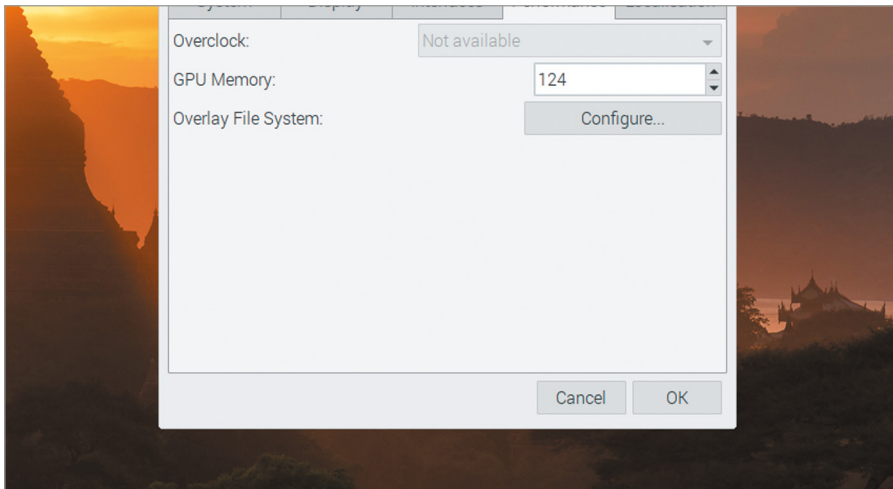 Overclock:
Not available
GPU Memory:
124
Overlay File System:
Configure...
Cancel
OK